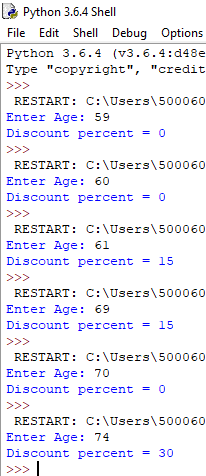 Python 3.6.4 Shell
File Edit Shell Debug Options
Python 3.6.4 (v3.6.4:d48e
Type "copyright", "credit
>>>
RESTART: C:\Users\500060
Enter Age: 59
Discount percent = 0
>>>
RESTART: C:\Users\500060
Enter Age: 60
Discount percent = 0
>>>
RESTART: C:\Users\500060
Enter Age: 61
Discount percent = 15
>>>
RESTART: C:\Users\500060
Enter Age: 69
Discount percent = 15
>>>
RESTART: C:\Users\500060
Enter Age: 70
Discount percent = 0
>>>
RESTART: C:\Users\500060
Enter Age: 74
Discount percent = 30
>>>